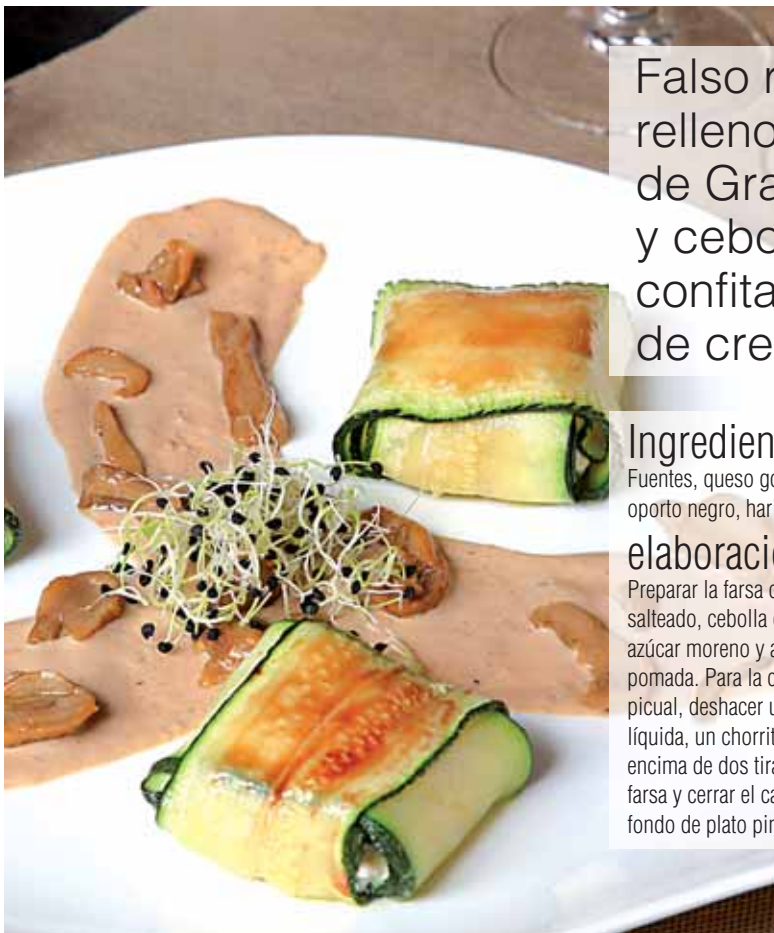 Falso
relleno
de Gra
y cebo
confita
de cre
Ingredien
Fuentes, queso go
oporto negro, har
elaboraci
Preparar la farsa
salteado, cebolla
azúcar moreno y a
pomada. Para la
picual, deshacer u
líquida, un chorrit
encima de dos tira
farsa y cerrar el ca
fondo de plato pin